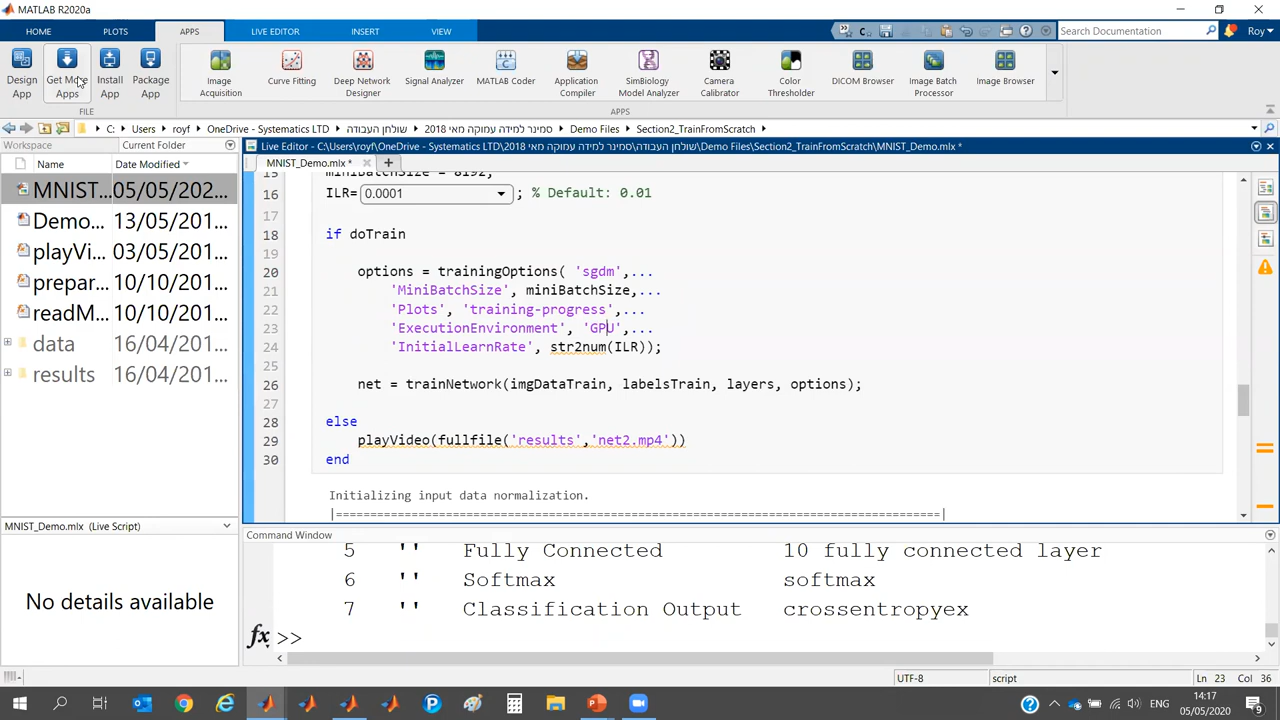 MATLAB R2020a
HOME PLOTS APPS LIVE EDITOR INSERT VIEW
Search Documentation
Roy
Design App
Get More Apps
Install App
Package App
Image Acquisition
Curve Fitting
Deep Network Designer
Signal Analyzer
MATLAB Coder
Application Compiler
SimBiology Model Analyzer
Camera Calibrator
Color Thresholder
DICOM Browser
Image Batch Processor
Image Browser
FILE
APPS
C: Users royf OneDrive - Systematics LTD שולחן העבודה סמינר למידה עמוקה מאי 2018 Demo Files Section2_TrainFromScratch
Workspace Current Folder
Name Date Modified
MNIST... 05/05/202...
Demo... 13/05/201...
playVi... 03/05/201...
prepar... 10/10/201...
readM... 10/10/201...
data 16/04/201...
results 16/04/201...
MNIST_Demo.mlx (Live Script)
No details available
Live Editor - C:\Users\royf\OneDrive - Systematics LTD\שולחן העבודה\סמינר למידה עמוקה מאי 2018\Demo Files\Section2_TrainFromScratch\MNIST_Demo.mlx *
MNIST_Demo.mlx *
15 miniBatchSize = 8192;
16 ILR= 0.0001 ; % Default: 0.01
17
18 if doTrain
19
20 options = trainingOptions( 'sgdm',...
21 'MiniBatchSize', miniBatchSize,...
22 'Plots', 'training-progress',...
23 'ExecutionEnvironment', 'GPU',...
24 'InitialLearnRate', str2num(ILR));
25
26 net = trainNetwork(imgDataTrain, labelsTrain, layers, options);
27
28 else
29 playVideo(fullfile('results','net2.mp4'))
30 end
Initializing input data normalization.
|======================================================================================|
Command Window
5 '' Fully Connected 10 fully connected layer
6 '' Softmax softmax
7 '' Classification Output crossentropyex
fx >>
UTF-8 script Ln 23 Col 36
ENG
14:17
05/05/2020
9